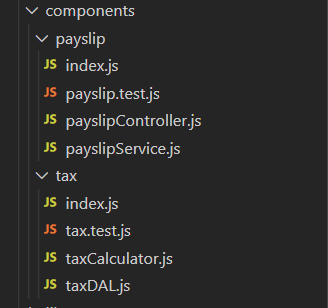 components
payslip
JS index.js
JS payslip.test.js
JS payslipController.js
JS payslipService.js
tax
JS index.js
JS tax.test.js
JS taxCalculator.js
JS taxDAL.js